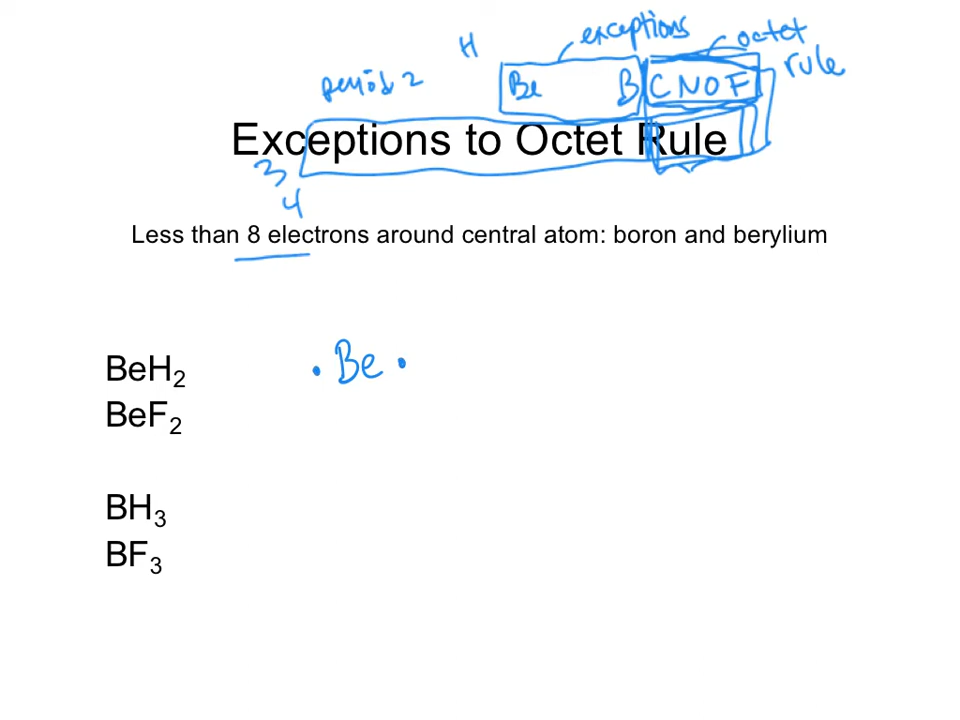 H exceptions octet
rule
period 2 Be B C N O F
Exceptions to Octet Rule
3
4
Less than 8 electrons around central atom: boron and berylium
BeH₂ · Be ·
BeF₂
BH₃
BF₃